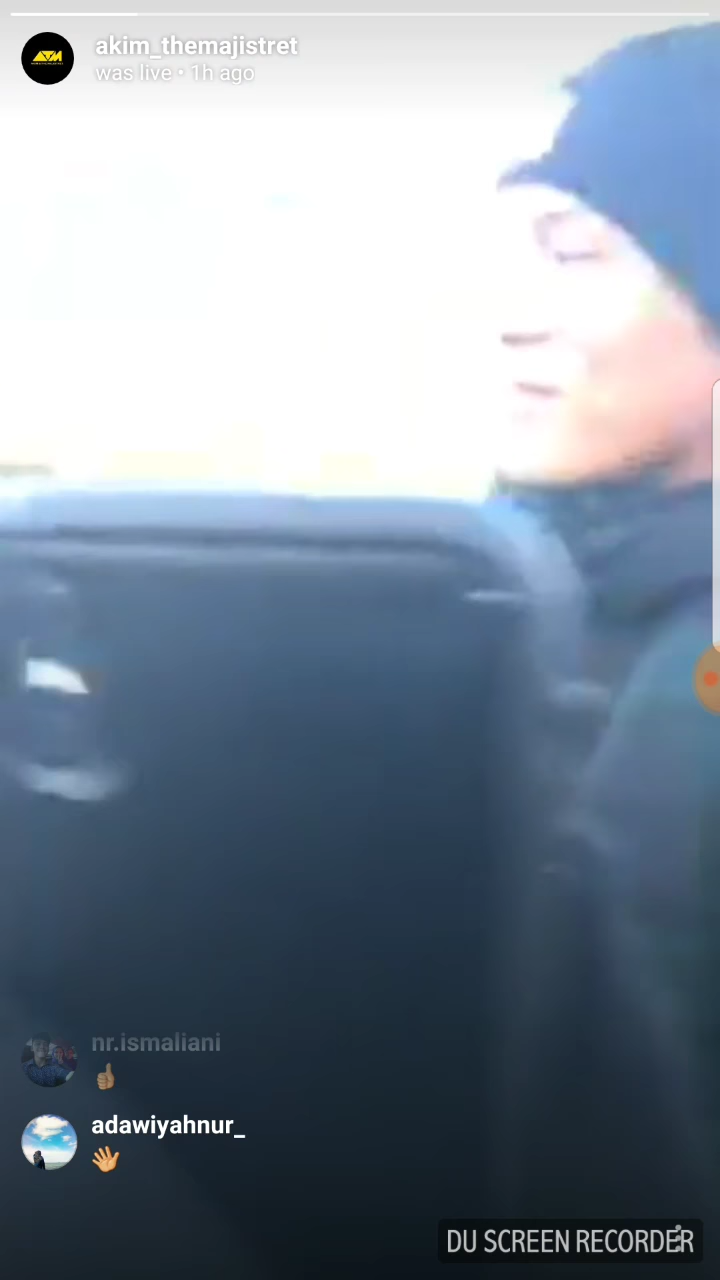 akim_themajistret
was live • 1h ago
nr.ismaliani
👍🏽
adawiyahnur_
👋🏼
DU SCREEN RECORDER